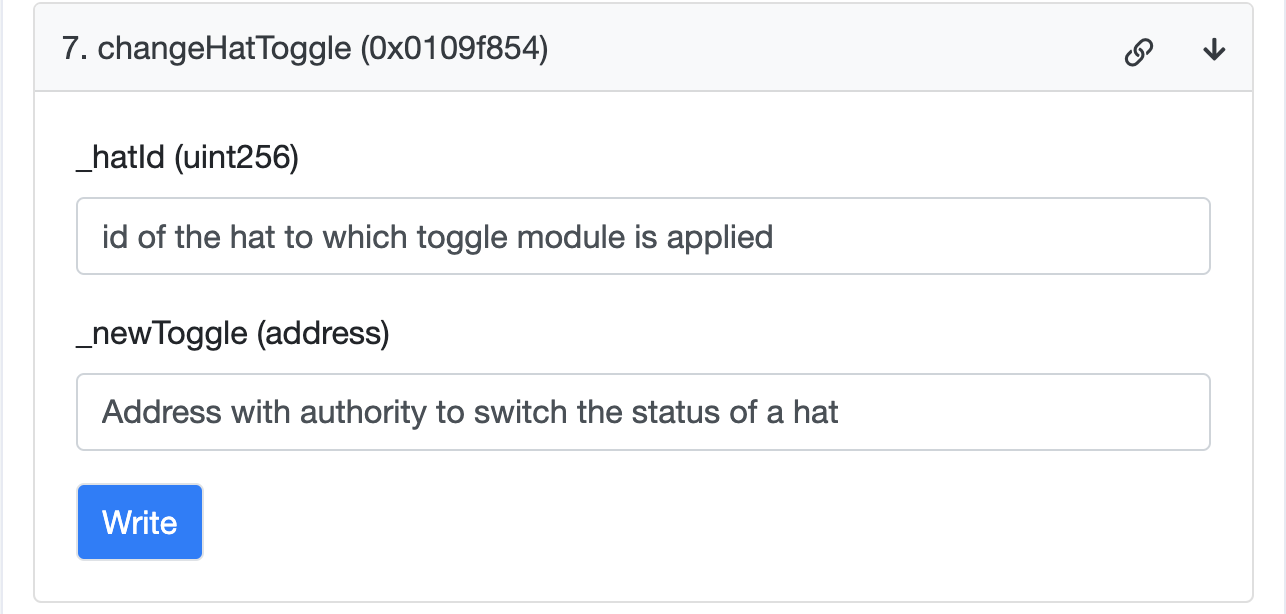 7. changeHatToggle (0x0109f854)
_hatId (uint256)
id of the hat to which toggle module is applied
_newToggle (address)
Address with authority to switch the status of a hat
Write